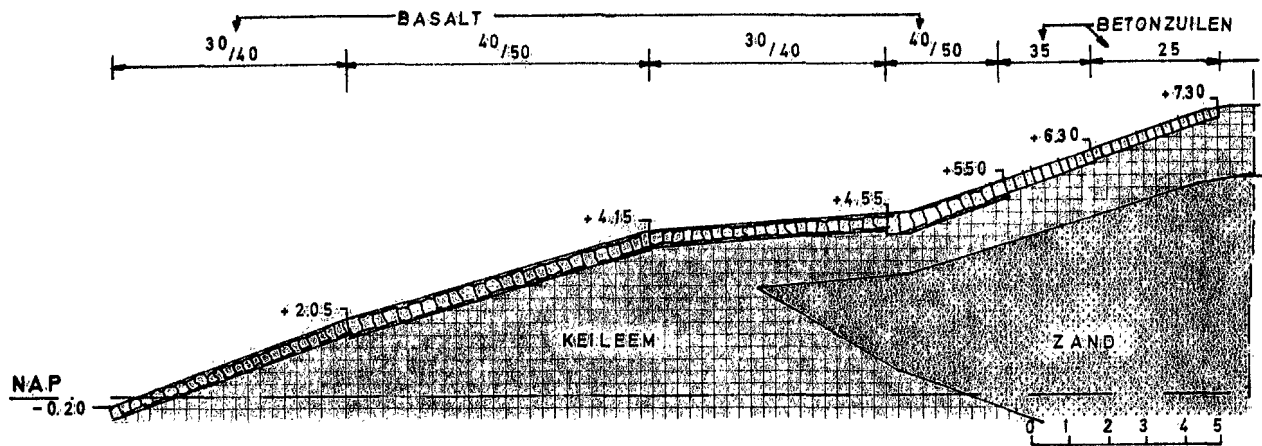 BASALT BETONZUILEN
30/40 40/50 30/40 40/50 35 25
+7.30
+6.30
+5.50
+4.55
+4.15
+2.05
KEILEEM ZAND
N.A.P
-0.20
0 1 2 3 4 5